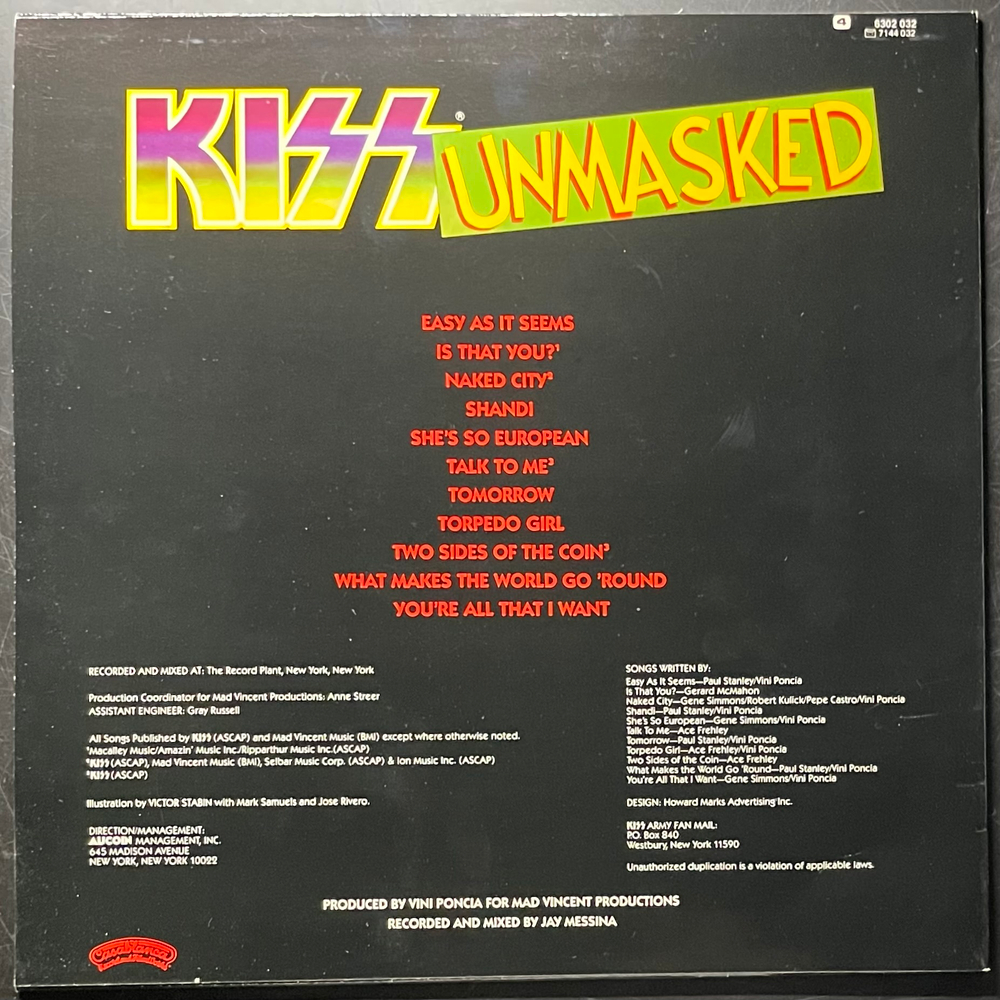 4 6302 032
7144 032
KISS® UNMASKED
EASY AS IT SEEMS
IS THAT YOU?¹
NAKED CITY²
SHANDI
SHE'S SO EUROPEAN
TALK TO ME³
TOMORROW
TORPEDO GIRL
TWO SIDES OF THE COIN³
WHAT MAKES THE WORLD GO 'ROUND
YOU'RE ALL THAT I WANT
RECORDED AND MIXED AT: The Record Plant, New York, New York
Production Coordinator for Mad Vincent Productions: Anne Streer
ASSISTANT ENGINEER: Gray Russell
All Songs Published by KISS (ASCAP) and Mad Vincent Music (BMI) except where otherwise noted.
¹Macalley Music/Amazin' Music Inc./Ripparthur Music Inc.(ASCAP)
²KISS (ASCAP), Mad Vincent Music (BMI), Selbar Music Corp. (ASCAP) & Ion Music Inc. (ASCAP)
³KISS (ASCAP)
Illustration by VICTOR STABIN with Mark Samuels and Jose Rivero.
DIRECTION/MANAGEMENT:
AUCOIN MANAGEMENT, INC.
645 MADISON AVENUE
NEW YORK, NEW YORK 10022
SONGS WRITTEN BY:
Easy As It Seems—Paul Stanley/Vini Poncia
Is That You?—Gerard McMahon
Naked City—Gene Simmons/Robert Kulick/Pepe Castro/Vini Poncia
Shandi—Paul Stanley/Vini Poncia
She's So European—Gene Simmons/Vini Poncia
Talk To Me—Ace Frehley
Tomorrow—Paul Stanley/Vini Poncia
Torpedo Girl—Ace Frehley/Vini Poncia
Two Sides of the Coin—Ace Frehley
What Makes the World Go 'Round—Paul Stanley/Vini Poncia
You're All That I Want—Gene Simmons/Vini Poncia
DESIGN: Howard Marks Advertising Inc.
KISS ARMY FAN MAIL:
P.O. Box 840
Westbury, New York 11590
Unauthorized duplication is a violation of applicable laws.
PRODUCED BY VINI PONCIA FOR MAD VINCENT PRODUCTIONS
RECORDED AND MIXED BY JAY MESSINA
Casablanca